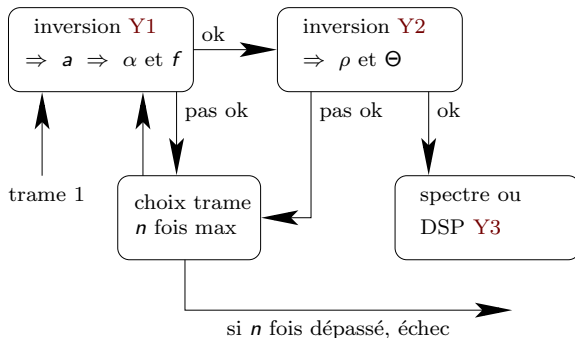 inversion Y1
⇒ a ⇒ α et f
ok
inversion Y2
⇒ ρ et Θ
pas ok
pas ok
ok
trame 1
choix trame
n fois max
spectre ou
DSP Y3
si n fois dépassé, échec